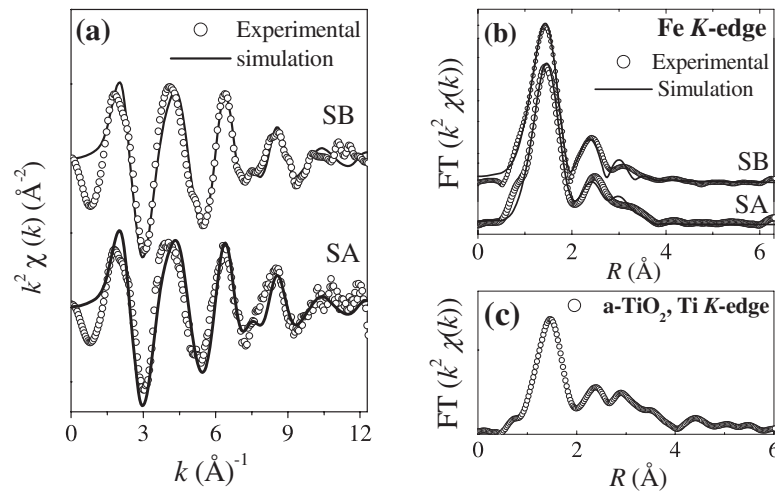 (a)
Experimental
simulation
SB
SA
k² χ (k) (Å⁻²)
0 3 6 9 12
k (Å)⁻¹
(b)
Fe K-edge
Experimental
Simulation
SB
SA
FT (k² χ(k))
0 2 4 6
R (Å)
(c)
a-TiO₂, Ti K-edge
FT (k² χ(k))
0 2 4 6
R (Å)